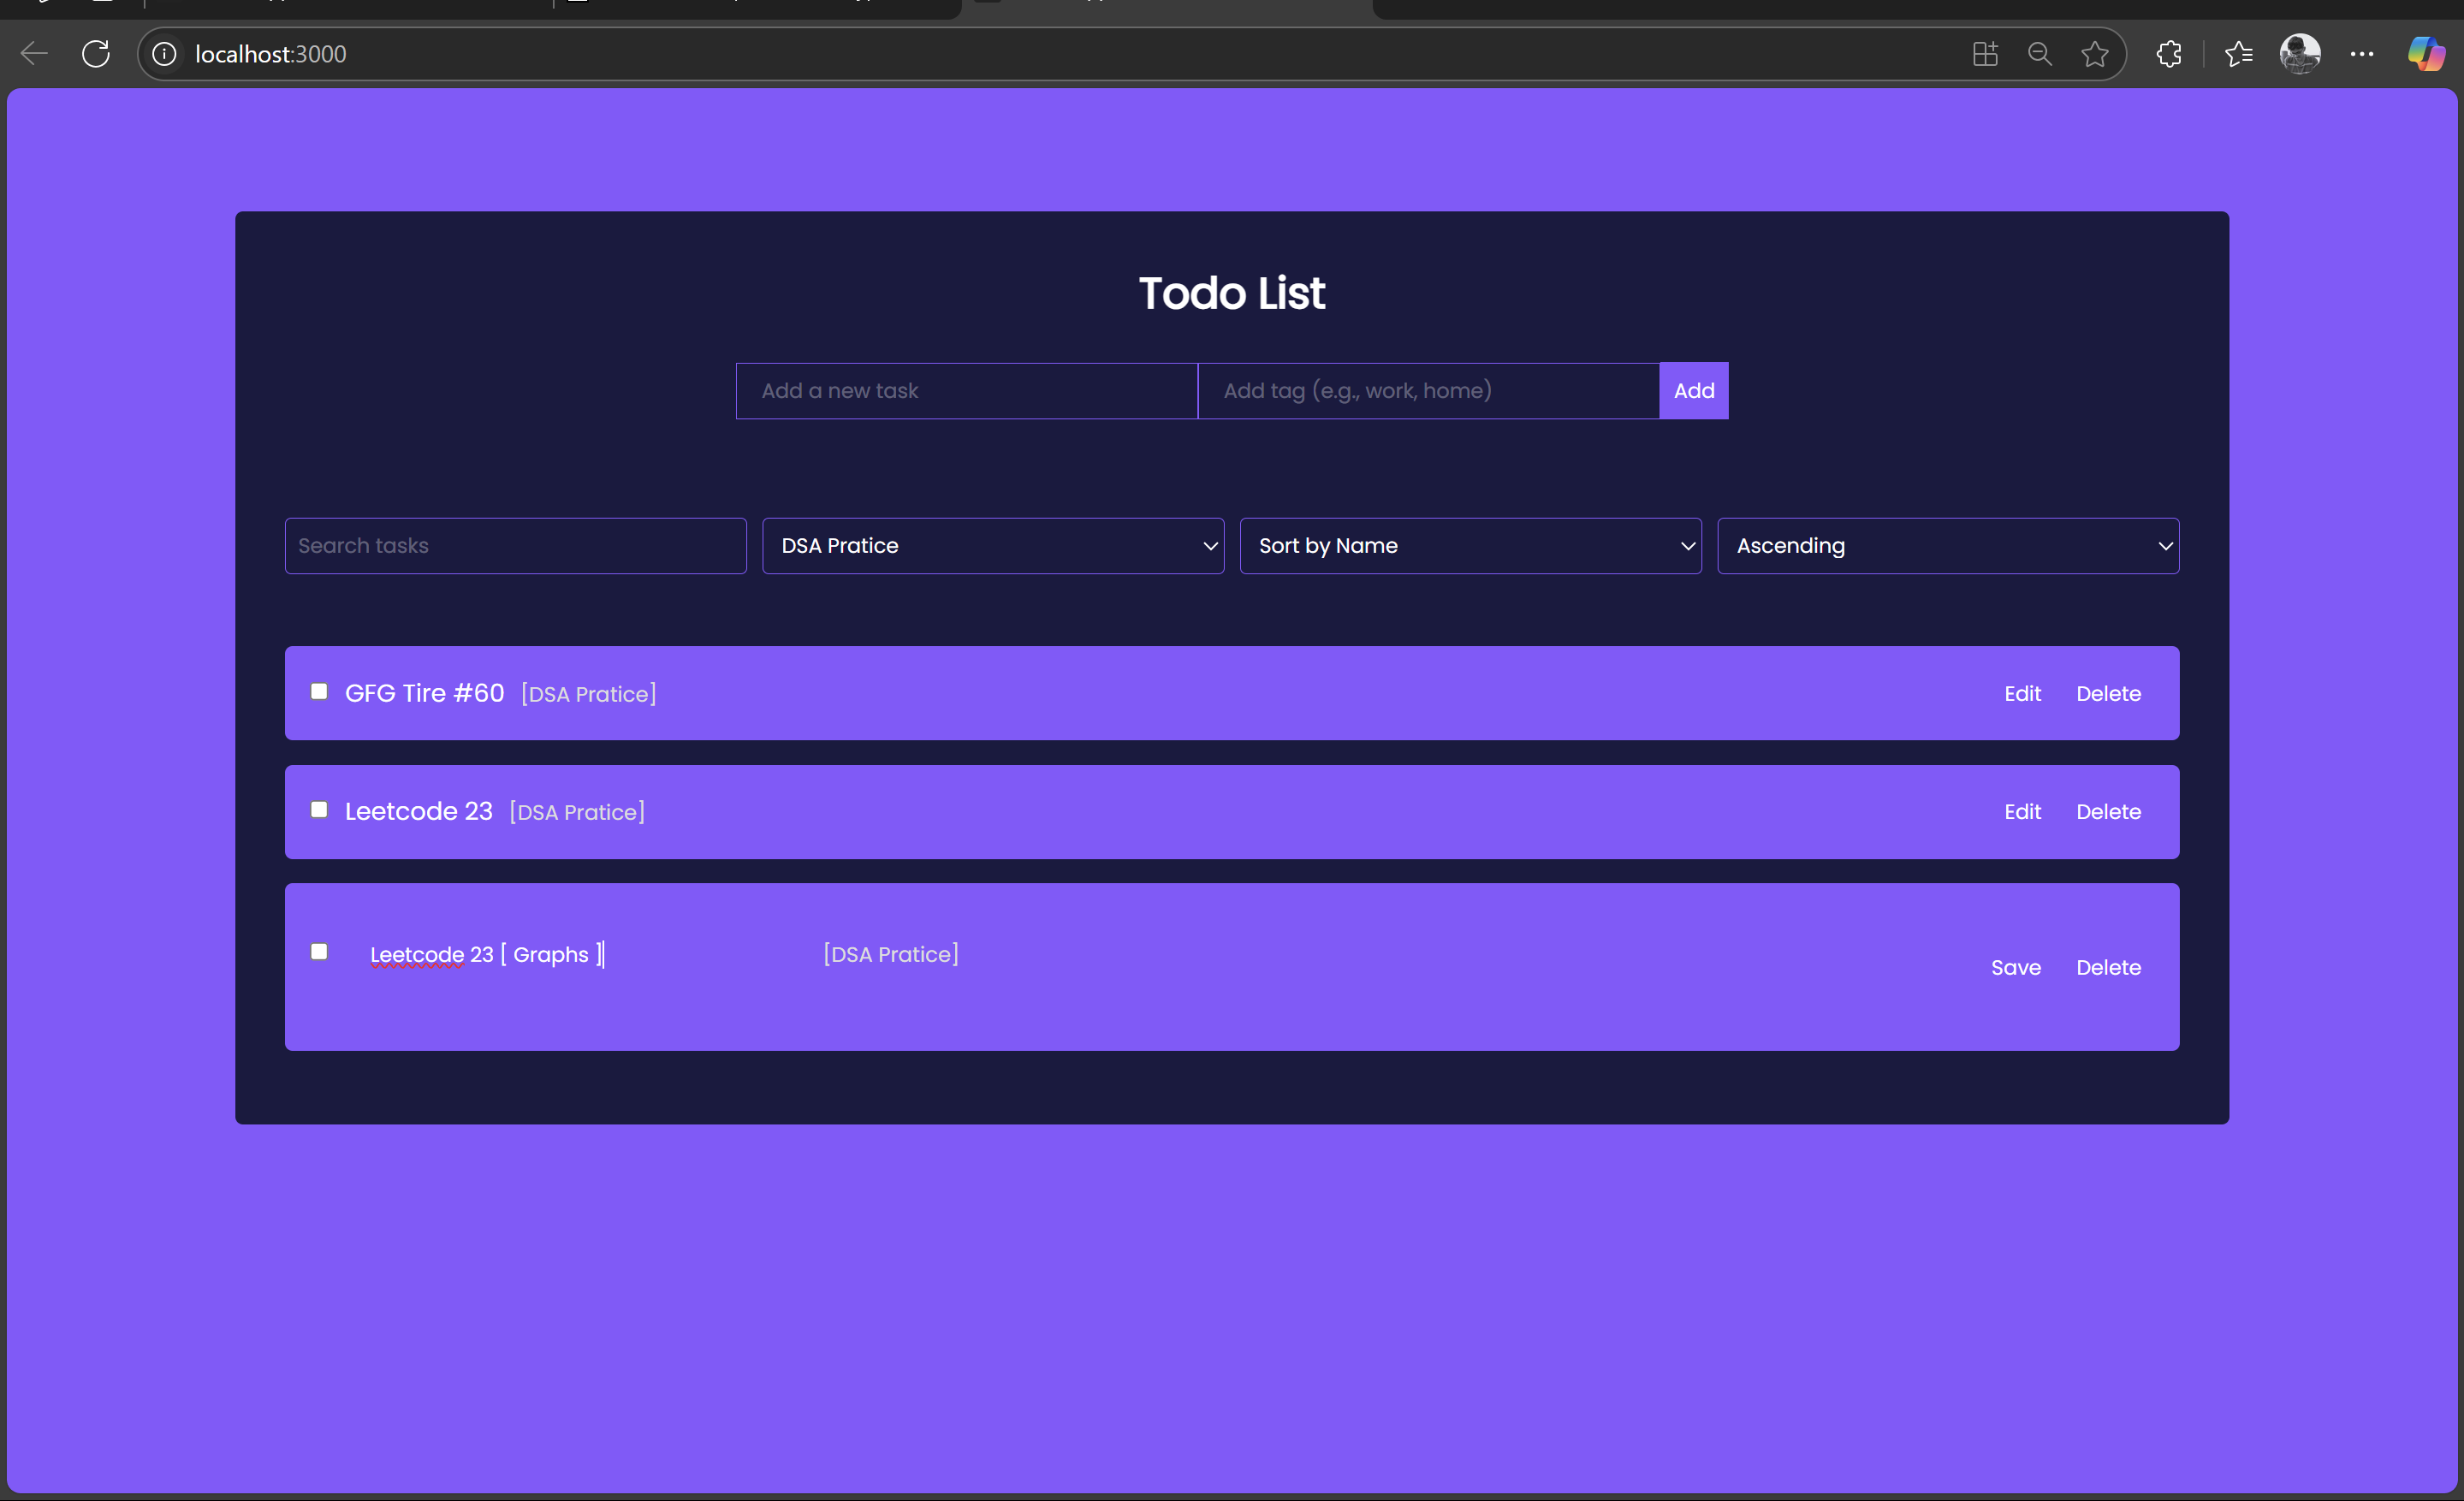 localhost:3000
Todo List
Add a new task Add tag (e.g., work, home) Add
Search tasks DSA Pratice Sort by Name Ascending
GFG Tire #60 [DSA Pratice] Edit Delete
Leetcode 23 [DSA Pratice] Edit Delete
Leetcode 23 [ Graphs ] [DSA Pratice] Save Delete